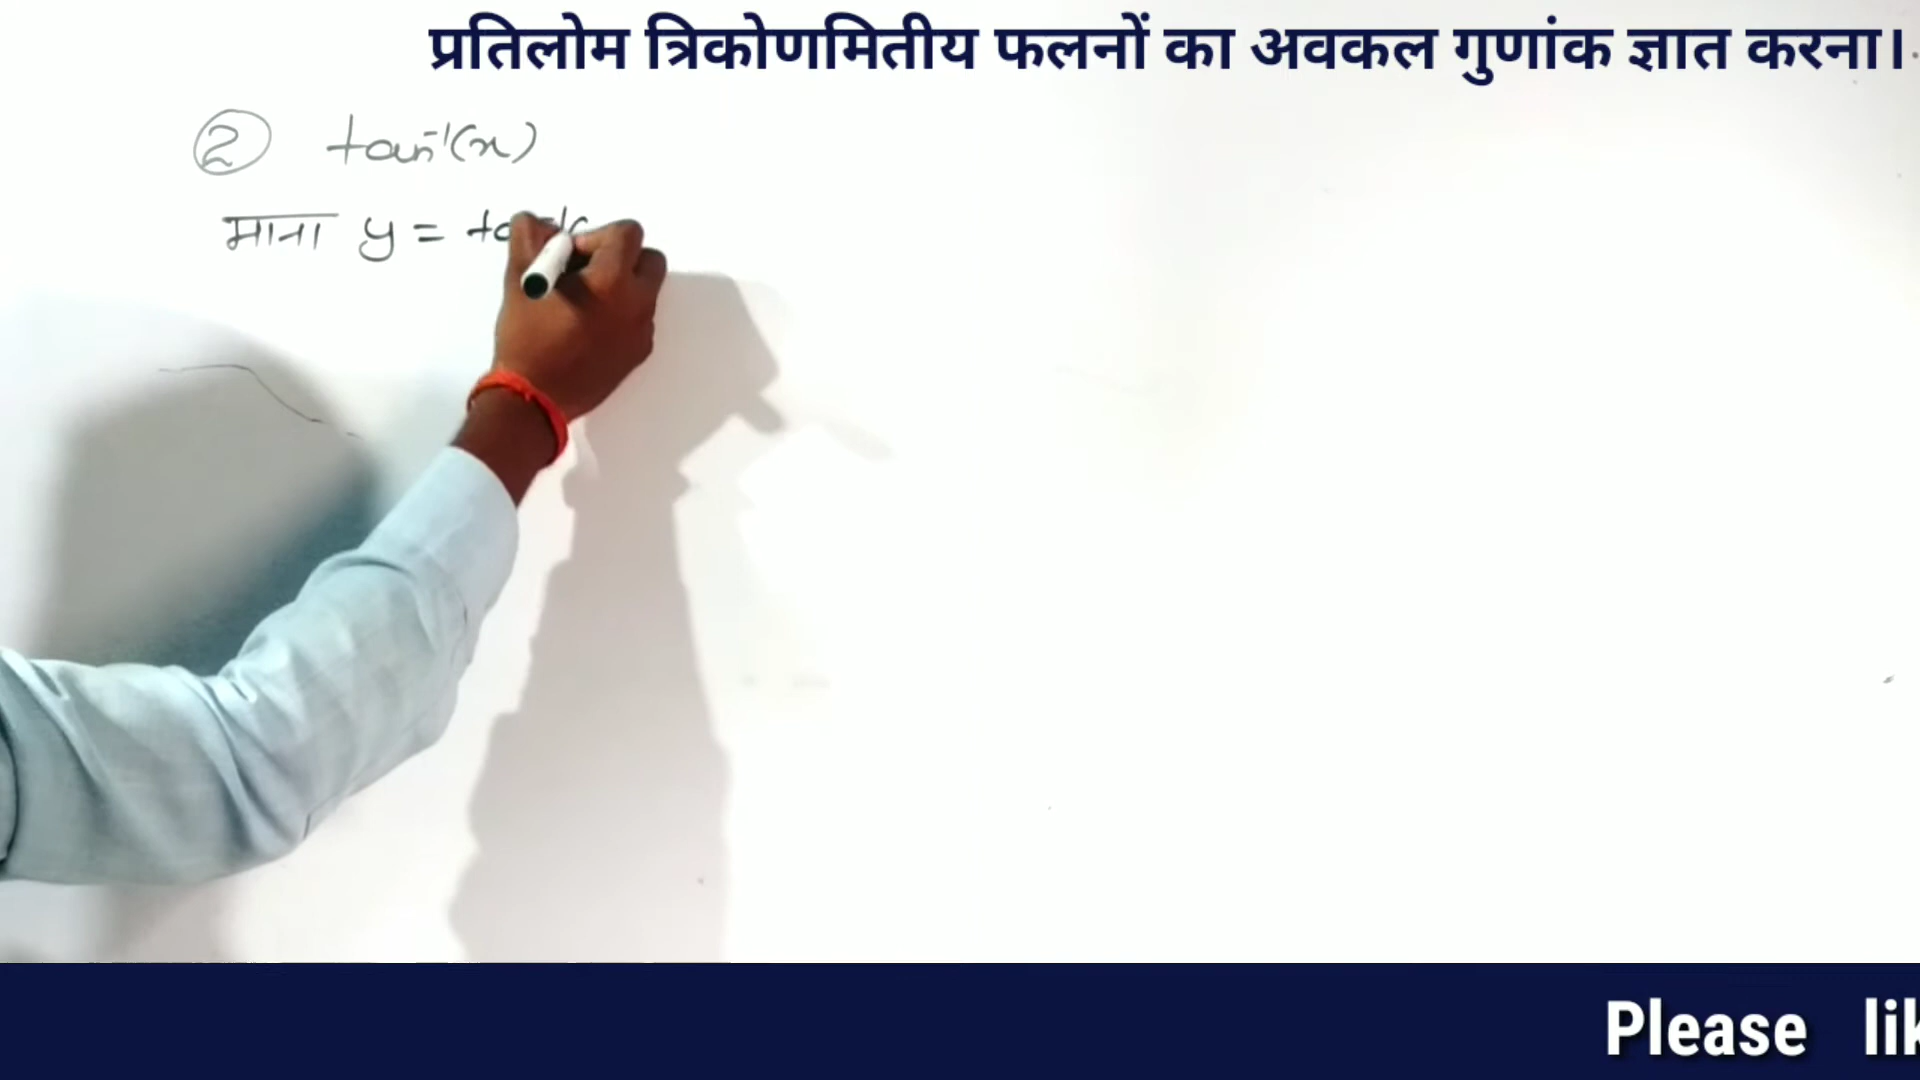 प्रतिलोम त्रिकोणमितीय फलनों का अवकल गुणांक ज्ञात करना।
② tan⁻¹(x)
माना y =
Please